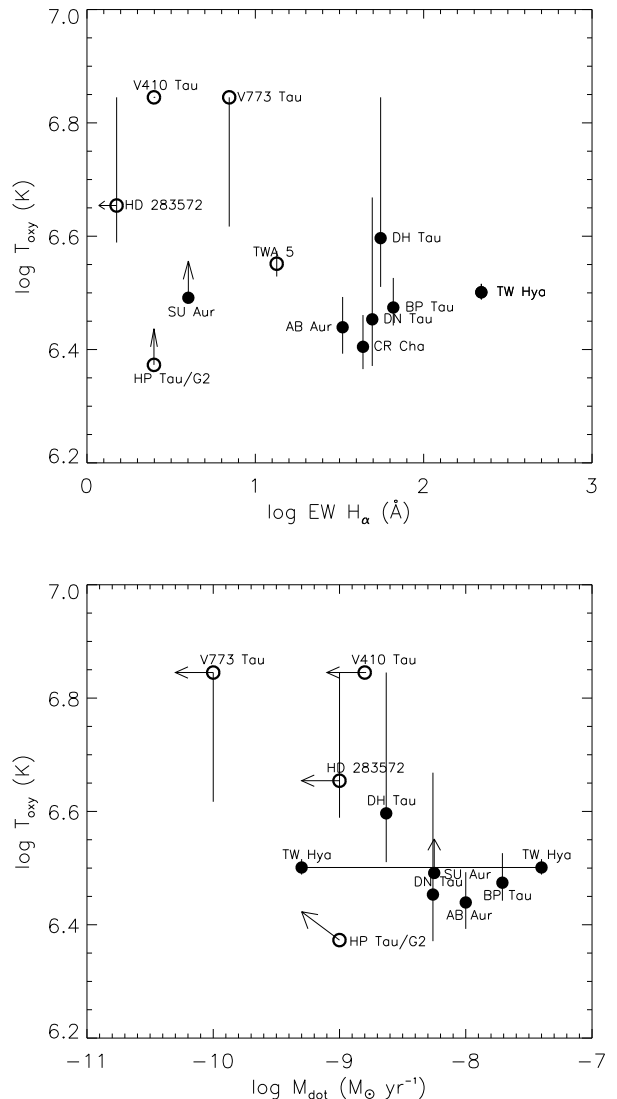 7.0
V410 Tau
V773 Tau
6.8
HD 283572
log T_oxy (K)
6.6
DH Tau
TWA 5
TW Hya
SU Aur
BP Tau
AB Aur
DN Tau
CR Cha
6.4
HP Tau/G2
6.2
0 1 2 3
log EW H_α (Å)
7.0
V773 Tau
V410 Tau
6.8
HD 283572
log T_oxy (K)
DH Tau
6.6
TW Hya
TW Hya
SU Aur
DN Tau
BP Tau
AB Aur
6.4
HP Tau/G2
6.2
−11 −10 −9 −8 −7
log M_dot (M_⊙ yr⁻¹)